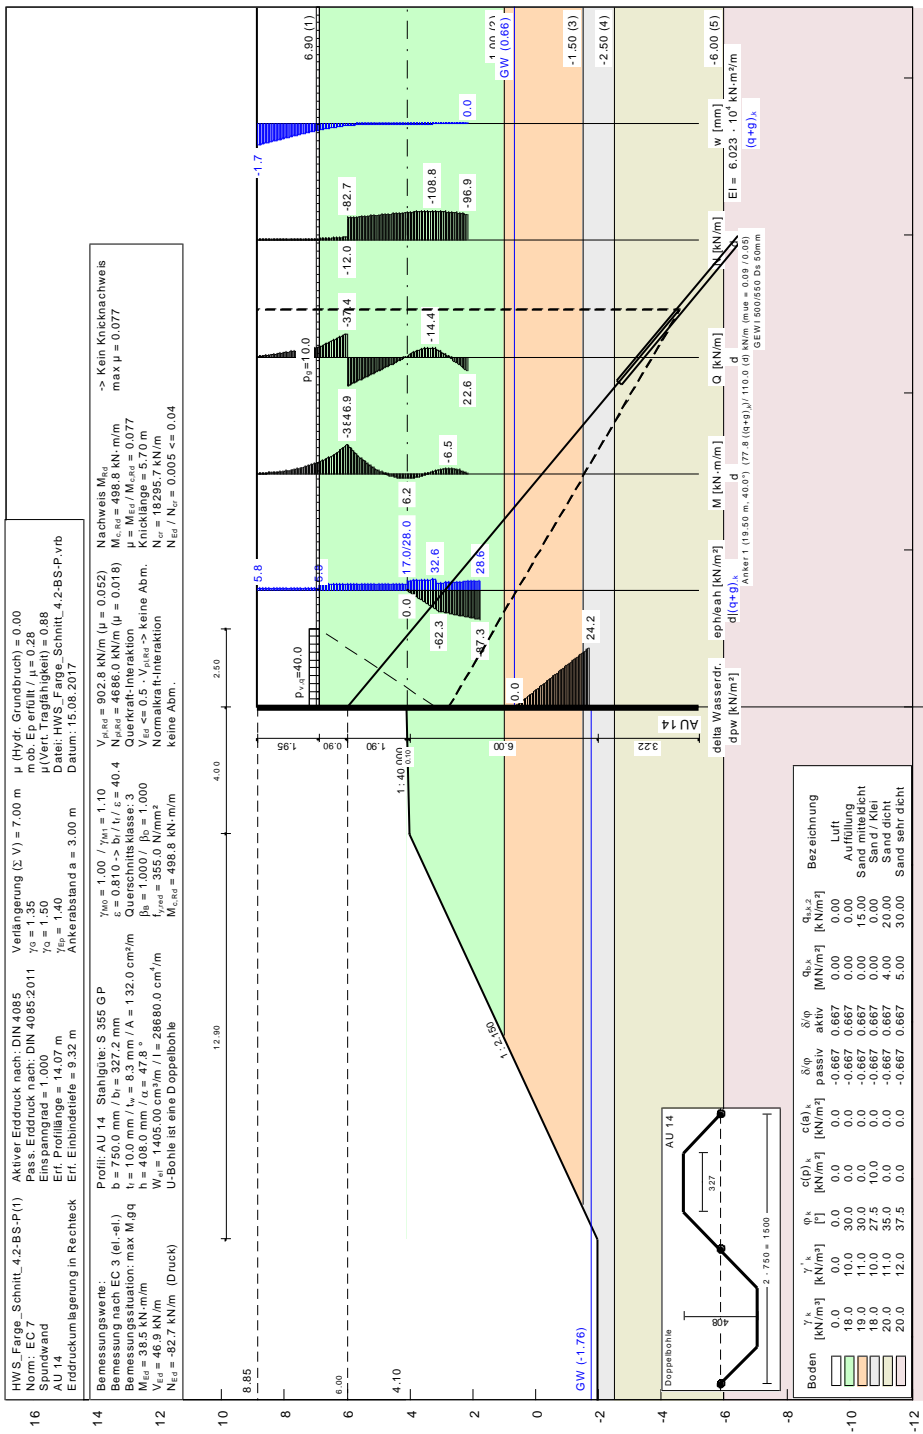 HWS_Farge_Schnitt_4.2-BS-P(1)
Norm: EC 7
Spundwand
AU 14
Erddruckumlagerung in Rechteck
Aktiver Erddruck nach: DIN 4085
Pass. Erddruck nach: DIN 4085:2011
Einspanngrad = 1.000
Erf. Profillänge = 14.07 m
Erf. Einbindetiefe = 9.32 m
Verlängerung (Σ V) = 7.00 m
γG = 1.35
γQ = 1.50
γEp = 1.40
Ankerabstand a = 3.00 m
μ (Hydr. Grundbruch) = 0.00
mob. Ep erfüllt / μ = 0.28
μ(Vert. Tragfähigkeit) = 0.88
Datei: HWS_Farge_Schnitt_4.2-BS-P.vrb
Datum: 15.08.2017
Bemessungswerte:
Bemessung nach EC 3 (el.-el.)
Bemessungssituation: max M,gq
MEd = 38.5 kN·m/m
VEd = 46.9 kN/m
NEd = -82.7 kN/m (Druck)
Profil: AU 14 Stahlgüte: S 355 GP
b = 750.0 mm / bf = 327.2 mm
tf = 10.0 mm / tw = 8.3 mm / A = 132.0 cm²/m
h = 408.0 mm / α = 47.8 °
Wel = 1405.00 cm³/m / I = 28680.0 cm⁴/m
U-Bohle ist eine Doppelbohle
γM0 = 1.00 / γM1 = 1.10
ε = 0.810 -> bf / tf / ε = 40.4
Querschnittsklasse: 3
βB = 1.000 / βD = 1.000
fy,red = 355.0 N/mm²
Mc,Rd = 498.8 kN·m/m
Vpl,Rd = 902.8 kN/m (μ = 0.052)
Npl,Rd = 4686.0 kN/m (μ = 0.018)
Querkraft-Interaktion
VEd <= 0.5 · Vpl,Rd -> keine Abm.
Normalkraft-Interaktion
keine Abm.
Nachweis MRd
Mc,Rd = 498.8 kN·m/m
μ = MEd / Mc,Rd = 0.077
Knicklänge = 5.70 m
Ncr = 18295.7 kN/m
NEd / Ncr = 0.005 <= 0.04
-> Kein Knicknachweis
max μ = 0.077
16
14
12
10
8
6
4
2
0
-2
-4
-6
-8
-10
-12
8.85
6.00
4.10
12.90
4.00
2.50
1.95
0.90
1.90
0.10
6.00
3.22
1 : 40
1 : 2.150
GW (-1.76)
GW (0.66)
6.90 (1)
-1.50 (3)
-2.50 (4)
-6.00 (4)
pv,q=40.0
pg=10.0
AU 14
0.0
24.2
delta Wasserdr.
dpw [kN/m²]
5.8
17.0/28.0
0.0
32.6
-62.3
28.6
-87.3
eph/eah [kN/m²]
d|(q+g),k
6.2
-6.5
M [kN·m/m]
d
46.9
-37.4
-14.4
22.6
Q [kN/m]
d
-12.0
-82.7
-108.8
-96.9
-1.7
0.0
w [mm]
EI = 6.023 · 10⁴ kN·m²/m
(q+g),k
Anker 1 (19.50 m, 40.0°) (77.8 ((q+g),k)/ 110.0 (d) kN/m (mue = 0.09 / 0.05)
GEWI 500/550 Ds 50mm
Doppelbohle
AU 14
327
408
2 · 750 = 1500
Boden γk [kN/m³] γ'k [kN/m³] φk [°] c(p)k [kN/m²] c(a)k [kN/m²] δ/φ passiv δ/φ aktiv qb,k [MN/m²] qs,k,2 [kN/m²] Bezeichnung
0.0 0.0 0.0 0.0 0.0 -0.667 0.667 0.00 0.00 Luft
18.0 10.0 30.0 0.0 0.0 -0.667 0.667 0.00 0.00 Auffüllung
19.0 11.0 30.0 0.0 0.0 -0.667 0.667 0.00 15.00 Sand mitteldicht
18.0 10.0 27.5 10.0 0.0 -0.667 0.667 0.00 0.00 Sand / Klei
20.0 11.0 35.0 0.0 0.0 -0.667 0.667 4.00 20.00 Sand dicht
20.0 12.0 37.5 0.0 0.0 -0.667 0.667 5.00 30.00 Sand sehr dicht